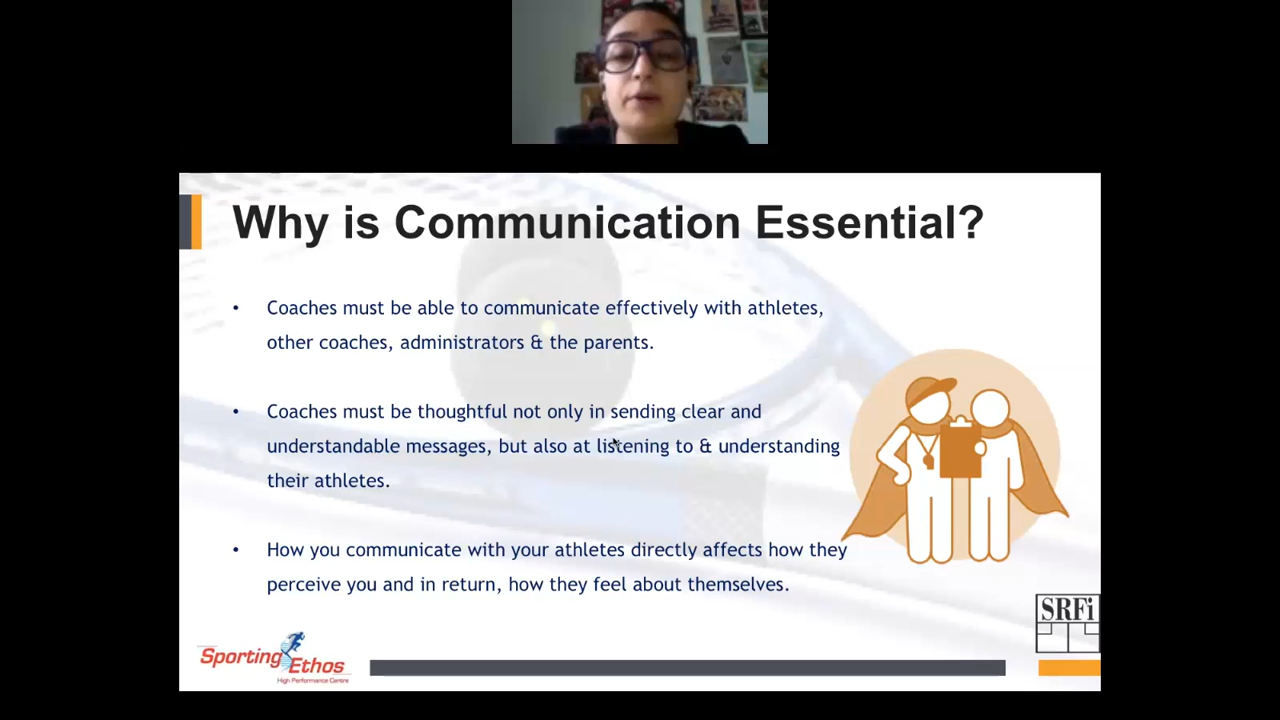 Why is Communication Essential?
• Coaches must be able to communicate effectively with athletes,
other coaches, administrators & the parents.
• Coaches must be thoughtful not only in sending clear and
understandable messages, but also at listening to & understanding
their athletes.
• How you communicate with your athletes directly affects how they
perceive you and in return, how they feel about themselves.
SRFi
Sporting Ethos
High Performance Centre